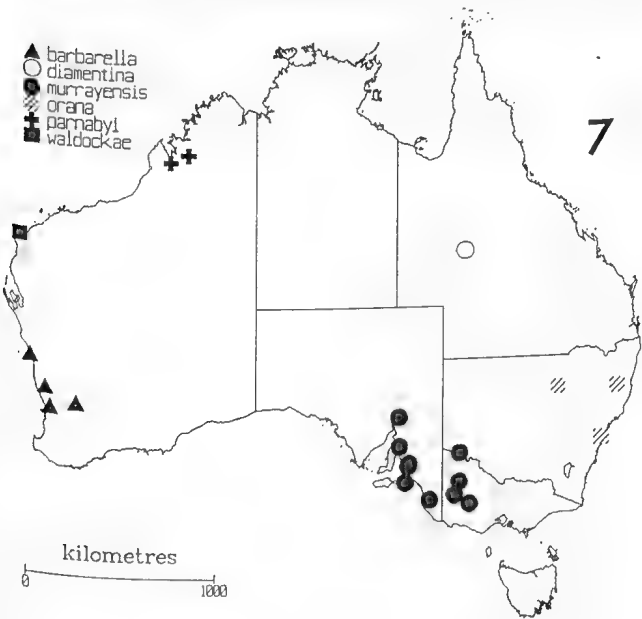 barbarella
diamentina
murrayensis
orana
parnabyi
waldockae
7
kilometres
0 1000